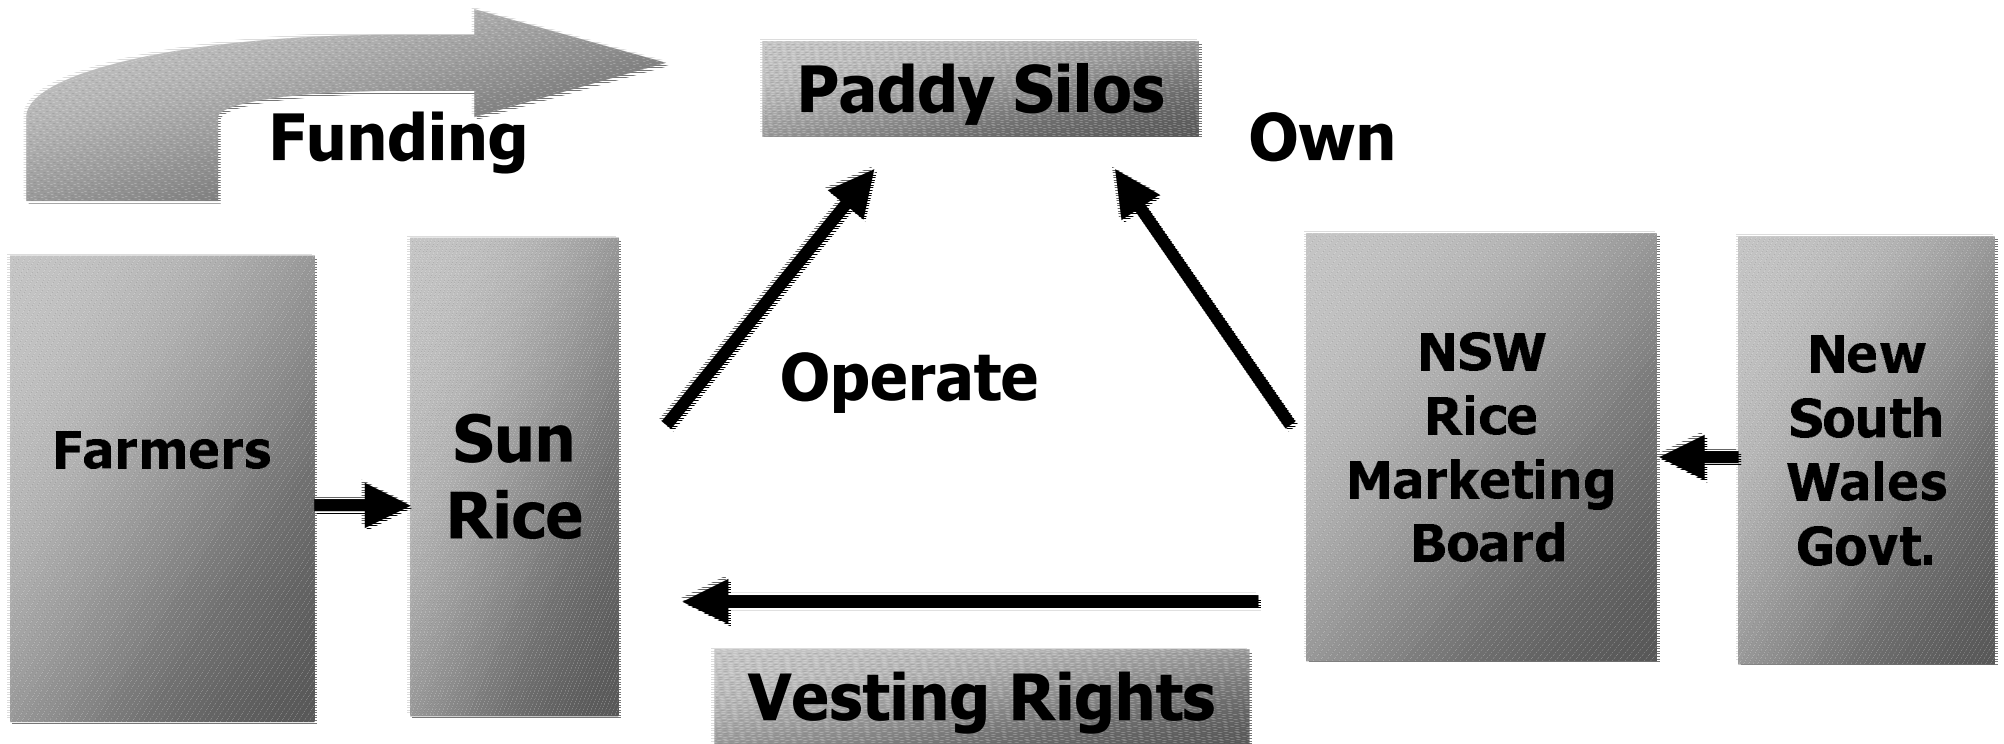 Paddy Silos
Funding
Own
Operate
Farmers
Sun
Rice
NSW
Rice
Marketing
Board
New
South
Wales
Govt.
Vesting Rights